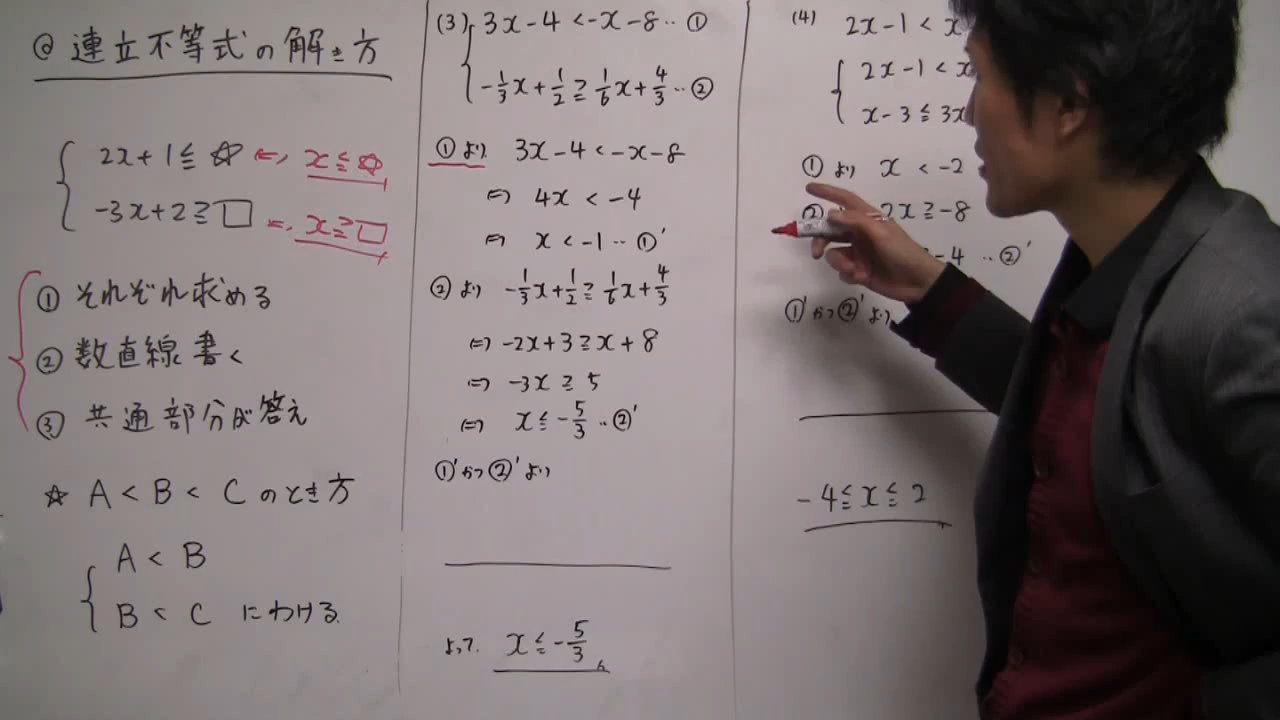 @ 連立不等式の解き方
2x+1≦☆ ⇔ x≦☆
-3x+2≧□ ⇔ x≧□
① それぞれ求める
② 数直線書く
③ 共通部分が答え
☆ A < B < C のとき方
A < B
B < C にわける
(3) 3x-4<-x-8‥①
-1/3x+1/2≧1/6x+4/3‥②
①より 3x-4<-x-8
⇔ 4x<-4
⇔ x<-1‥①'
②より -1/3x+1/2≧1/6x+4/3
⇔ -2x+3≧x+8
⇔ -3x≧5
⇔ x≦-5/3‥②'
①'かつ②'より
よって x≦-5/3
(4) 2x-1<x
2x-1<x
x-3≦3x
①より x<-2
② -2x≧-8
-4‥②'
①'かつ②'より
-4≦x≦2